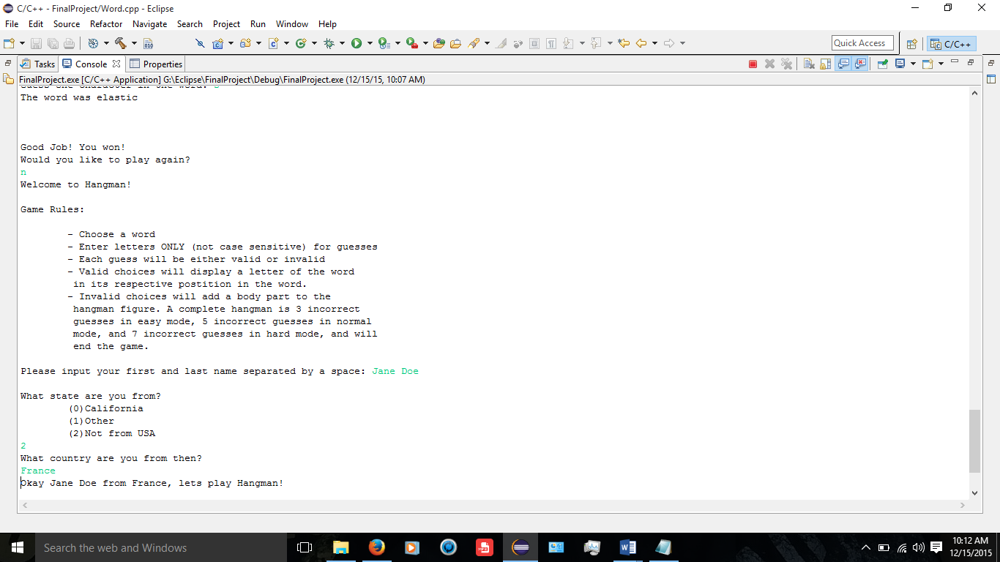 C/C++ - FinalProject/Word.cpp - Eclipse
File Edit Source Refactor Navigate Search Project Run Window Help
Quick Access C/C++
Tasks Console Properties
FinalProject.exe [C/C++ Application] G:\Eclipse\FinalProject\Debug\FinalProject.exe (12/15/15, 10:07 AM)
Guess one character in the word: s
The word was elastic
Good Job! You won!
Would you like to play again?
n
Welcome to Hangman!
Game Rules:
- Choose a word
- Enter letters ONLY (not case sensitive) for guesses
- Each guess will be either valid or invalid
- Valid choices will display a letter of the word
in its respective postition in the word.
- Invalid choices will add a body part to the
hangman figure. A complete hangman is 3 incorrect
guesses in easy mode, 5 incorrect guesses in normal
mode, and 7 incorrect guesses in hard mode, and will
end the game.
Please input your first and last name separated by a space: Jane Doe
What state are you from?
(0)California
(1)Other
(2)Not from USA
2
What country are you from then?
France
Okay Jane Doe from France, lets play Hangman!
Search the web and Windows
10:12 AM
12/15/2015